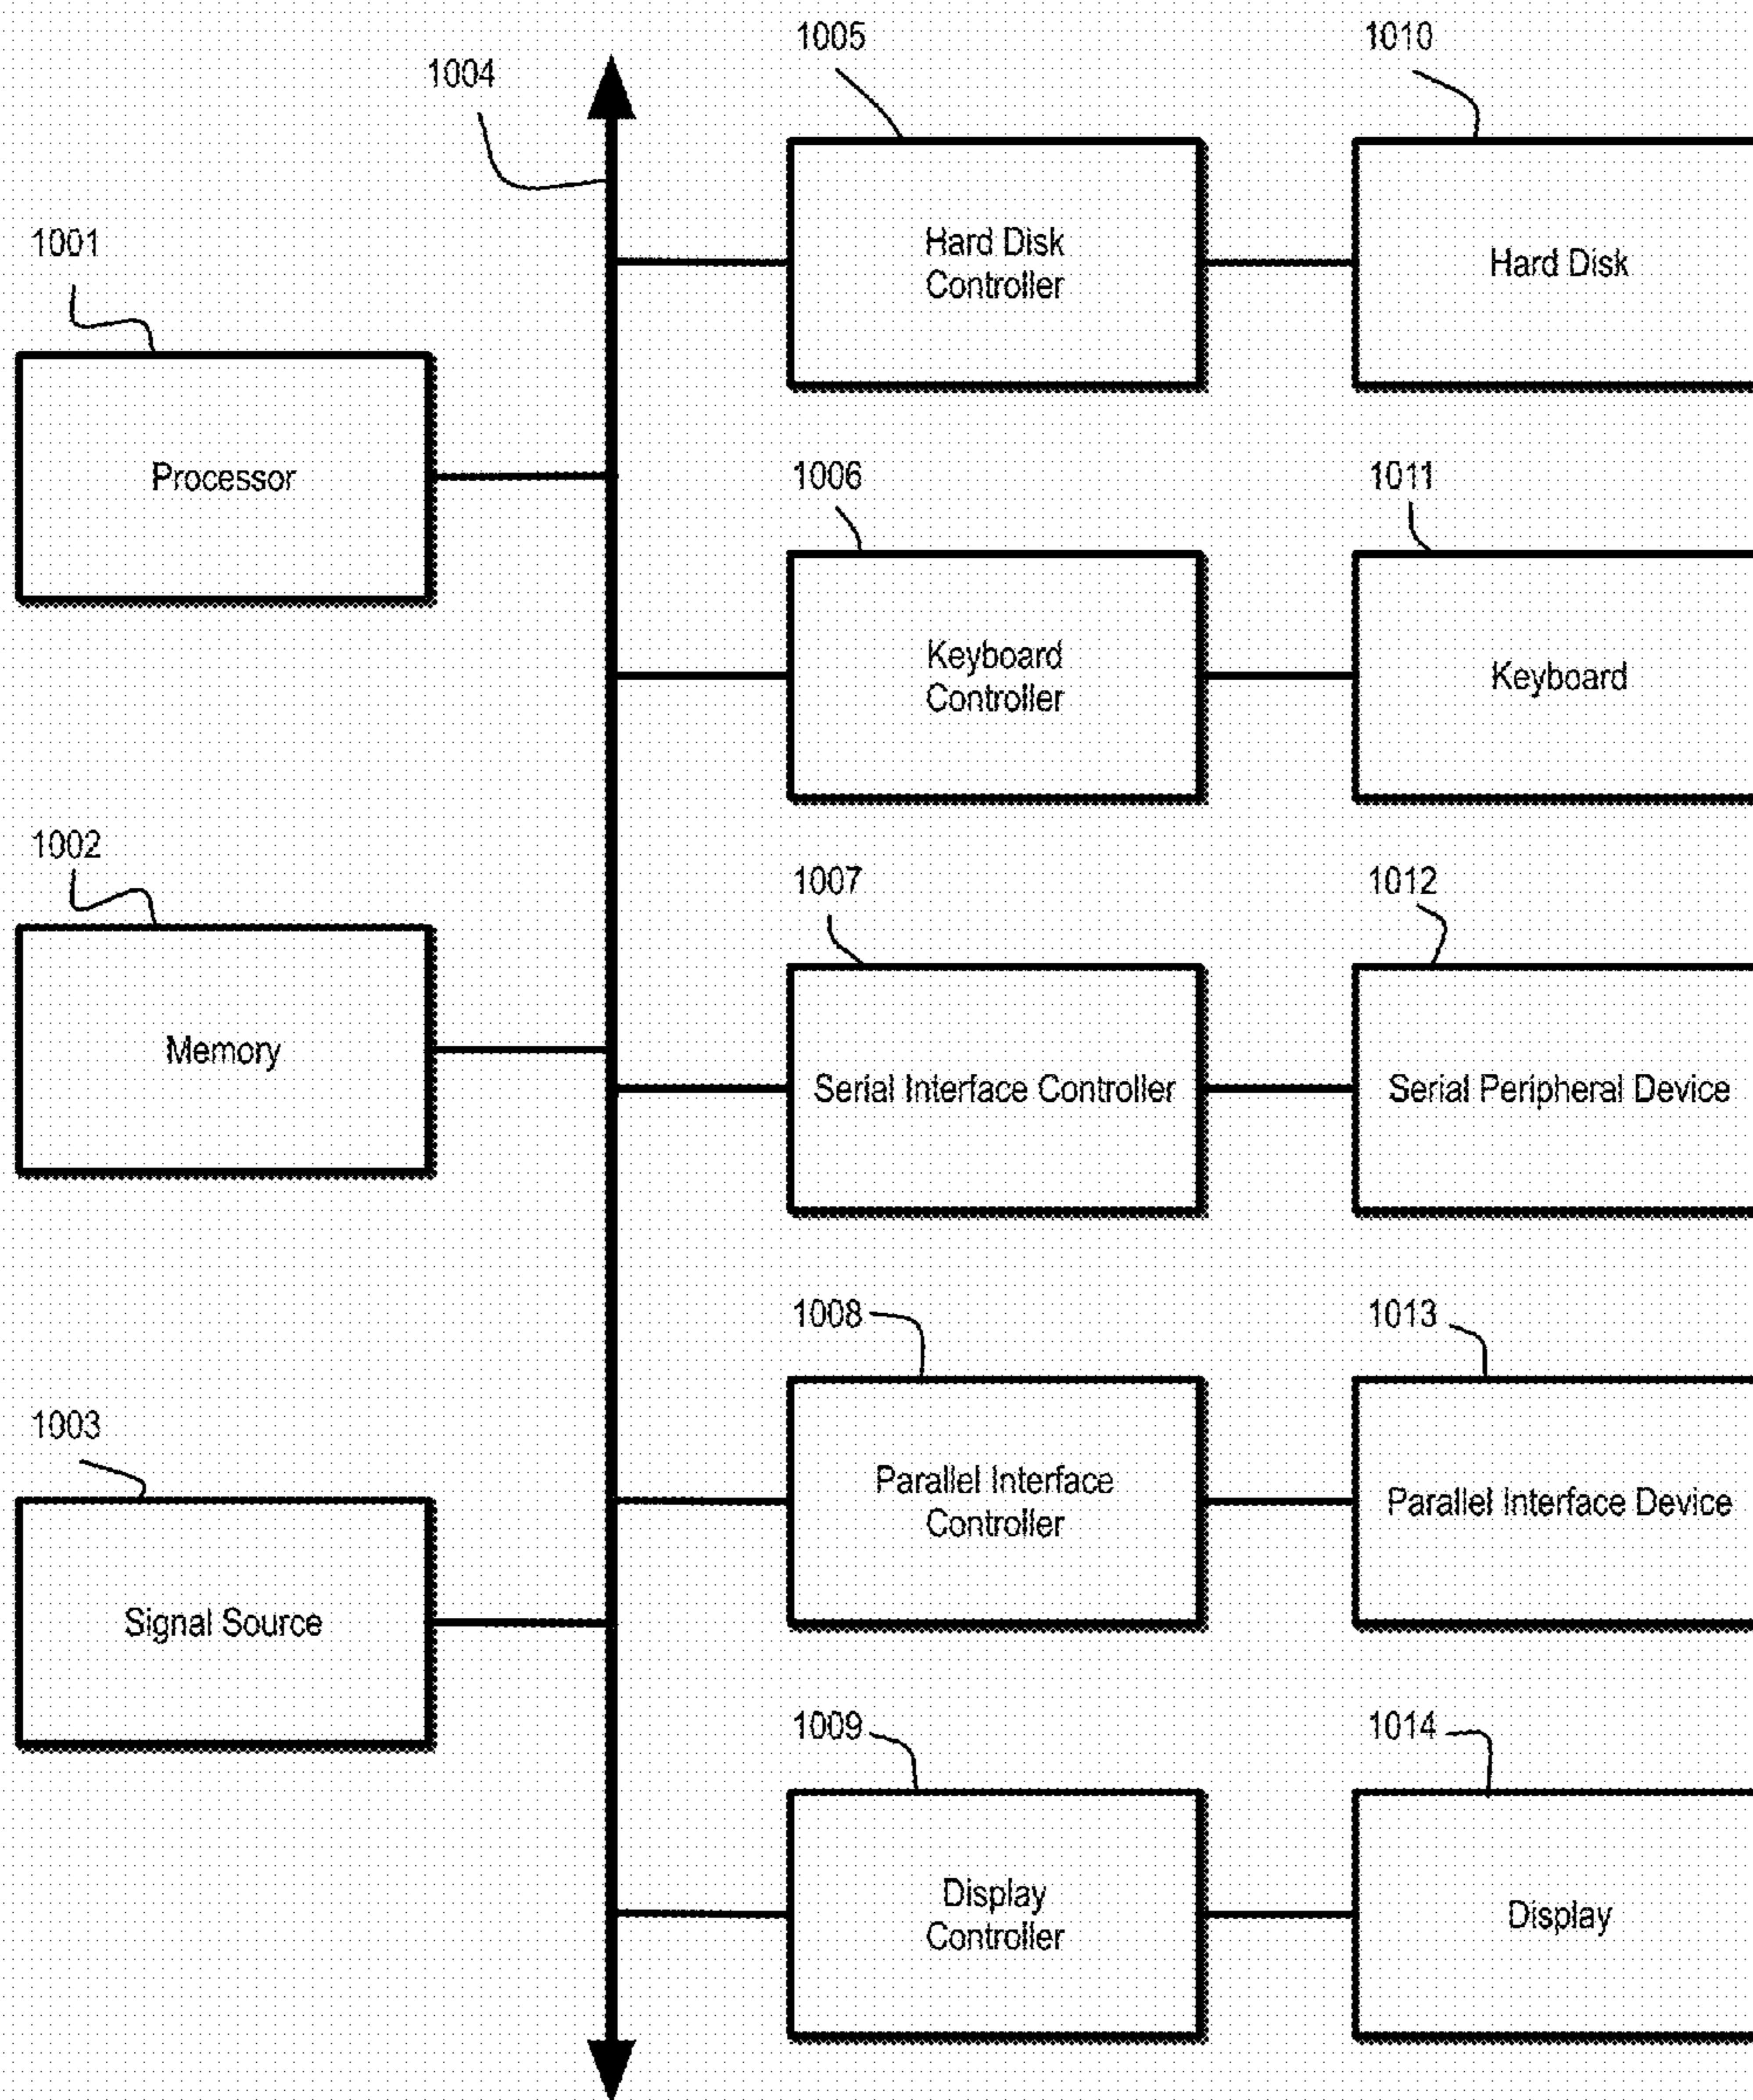 1005
1010
1004
1001
Hard Disk
Controller
Hard Disk
Processor
1006
1011
Keyboard
Controller
Keyboard
1002
1007
1012
Memory
Serial Interface Controller
Serial Peripheral Device
1008
1013
1003
Parallel Interface
Controller
Parallel Interface Device
Signal Source
1009
1014
Display
Controller
Display